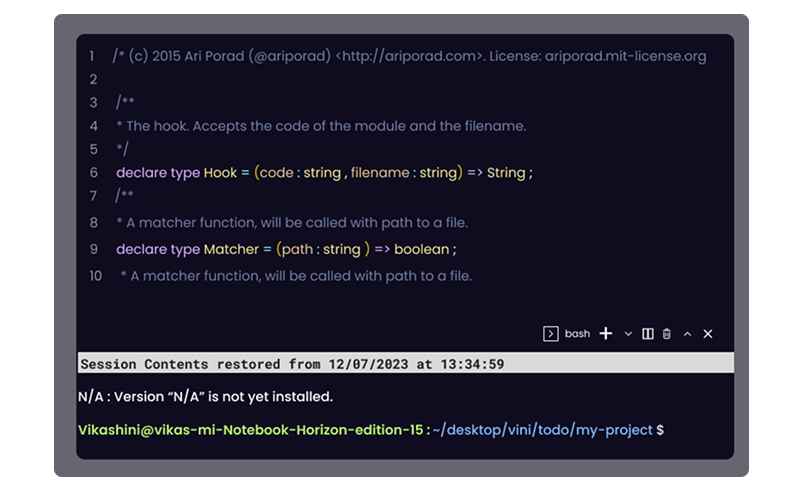 1 /* (c) 2015 Ari Porad (@ariporad) <http://ariporad.com>. License: ariporad.mit-license.org
2
3 /**
4 * The hook. Accepts the code of the module and the filename.
5 */
6 declare type Hook = (code : string , filename : string) => String ;
7 /**
8 * A matcher function, will be called with path to a file.
9 declare type Matcher = (path : string ) => boolean ;
10 * A matcher function, will be called with path to a file.
bash
Session Contents restored from 12/07/2023 at 13:34:59
N/A : Version “N/A” is not yet installed.
Vikashini@vikas-mi-Notebook-Horizon-edition-15 : ~/desktop/vini/todo/my-project $